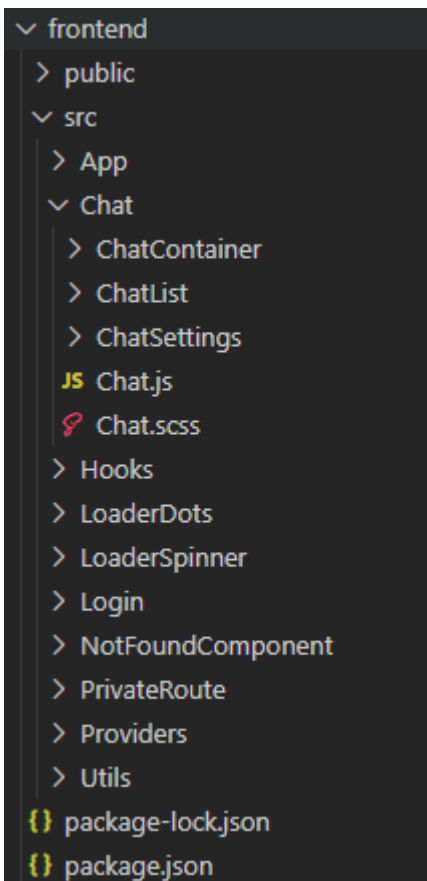 frontend
public
src
App
Chat
ChatContainer
ChatList
ChatSettings
JS Chat.js
Chat.scss
Hooks
LoaderDots
LoaderSpinner
Login
NotFoundComponent
PrivateRoute
Providers
Utils
{} package-lock.json
{} package.json